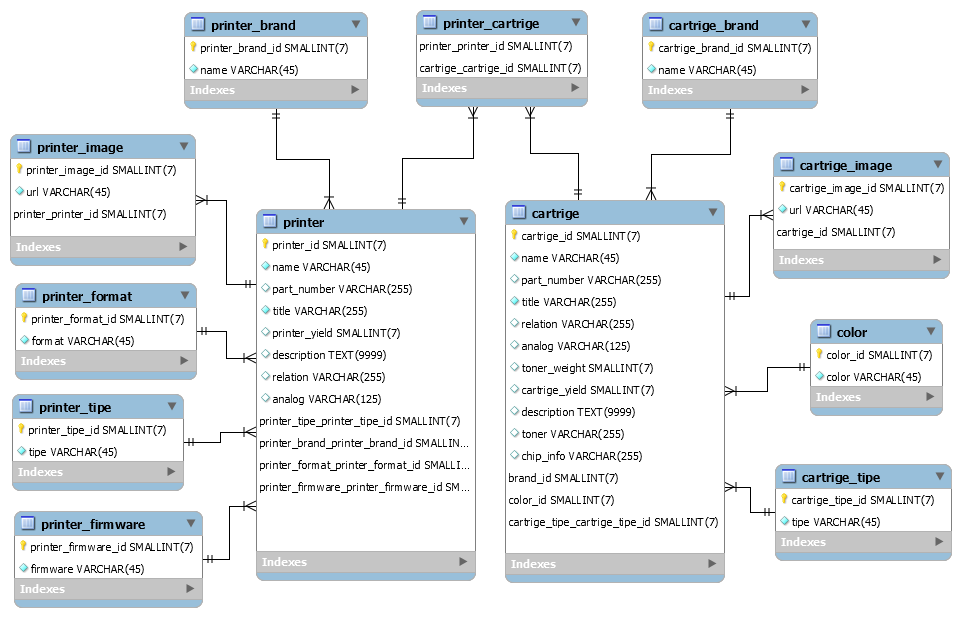 printer_brand
printer_brand_id SMALLINT(7)
name VARCHAR(45)
Indexes
printer_cartrige
printer_printer_id SMALLINT(7)
cartrige_cartrige_id SMALLINT(7)
Indexes
cartrige_brand
cartrige_brand_id SMALLINT(7)
name VARCHAR(45)
Indexes
printer_image
printer_image_id SMALLINT(7)
url VARCHAR(45)
printer_printer_id SMALLINT(7)
Indexes
printer_format
printer_format_id SMALLINT(7)
format VARCHAR(45)
Indexes
printer_tipe
printer_tipe_id SMALLINT(7)
tipe VARCHAR(45)
Indexes
printer_firmware
printer_firmware_id SMALLINT(7)
firmware VARCHAR(45)
Indexes
printer
printer_id SMALLINT(7)
name VARCHAR(45)
part_number VARCHAR(255)
title VARCHAR(255)
printer_yield SMALLINT(7)
description TEXT(9999)
relation VARCHAR(255)
analog VARCHAR(125)
printer_tipe_printer_tipe_id SMALLINT(7)
printer_brand_printer_brand_id SMALLIN...
printer_format_printer_format_id SMALLI...
printer_firmware_printer_firmware_id SM...
Indexes
cartrige
cartrige_id SMALLINT(7)
name VARCHAR(45)
part_number VARCHAR(255)
title VARCHAR(255)
relation VARCHAR(255)
analog VARCHAR(125)
toner_weight SMALLINT(7)
cartrige_yield SMALLINT(7)
description TEXT(9999)
toner VARCHAR(255)
chip_info VARCHAR(255)
brand_id SMALLINT(7)
color_id SMALLINT(7)
cartrige_tipe_cartrige_tipe_id SMALLINT(7)
Indexes
cartrige_image
cartrige_image_id SMALLINT(7)
url VARCHAR(45)
cartrige_id SMALLINT(7)
Indexes
color
color_id SMALLINT(7)
color VARCHAR(45)
Indexes
cartrige_tipe
cartrige_tipe_id SMALLINT(7)
tipe VARCHAR(45)
Indexes